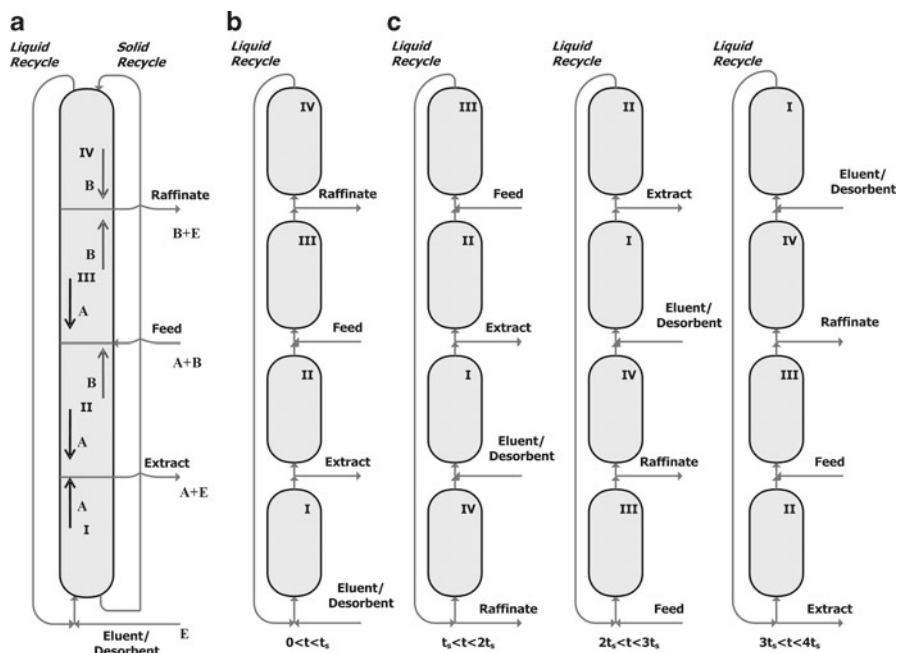 a
b
c
Liquid
Recycle
Solid
Recycle
Liquid
Recycle
Liquid
Recycle
Liquid
Recycle
Liquid
Recycle
IV
B
Raffinate
B+E
B
III
A
Feed
A+B
B
II
A
Extract
A+E
A
I
E
Eluent/
Desorbent
IV
Raffinate
III
Feed
II
Extract
I
Eluent/
Desorbent
0<t<ts
III
Feed
II
Extract
I
Eluent/
Desorbent
IV
Raffinate
ts<t<2ts
II
Extract
I
Eluent/
Desorbent
IV
Raffinate
III
Feed
2ts<t<3ts
I
Eluent/
Desorbent
IV
Raffinate
III
Feed
II
Extract
3ts<t<4ts